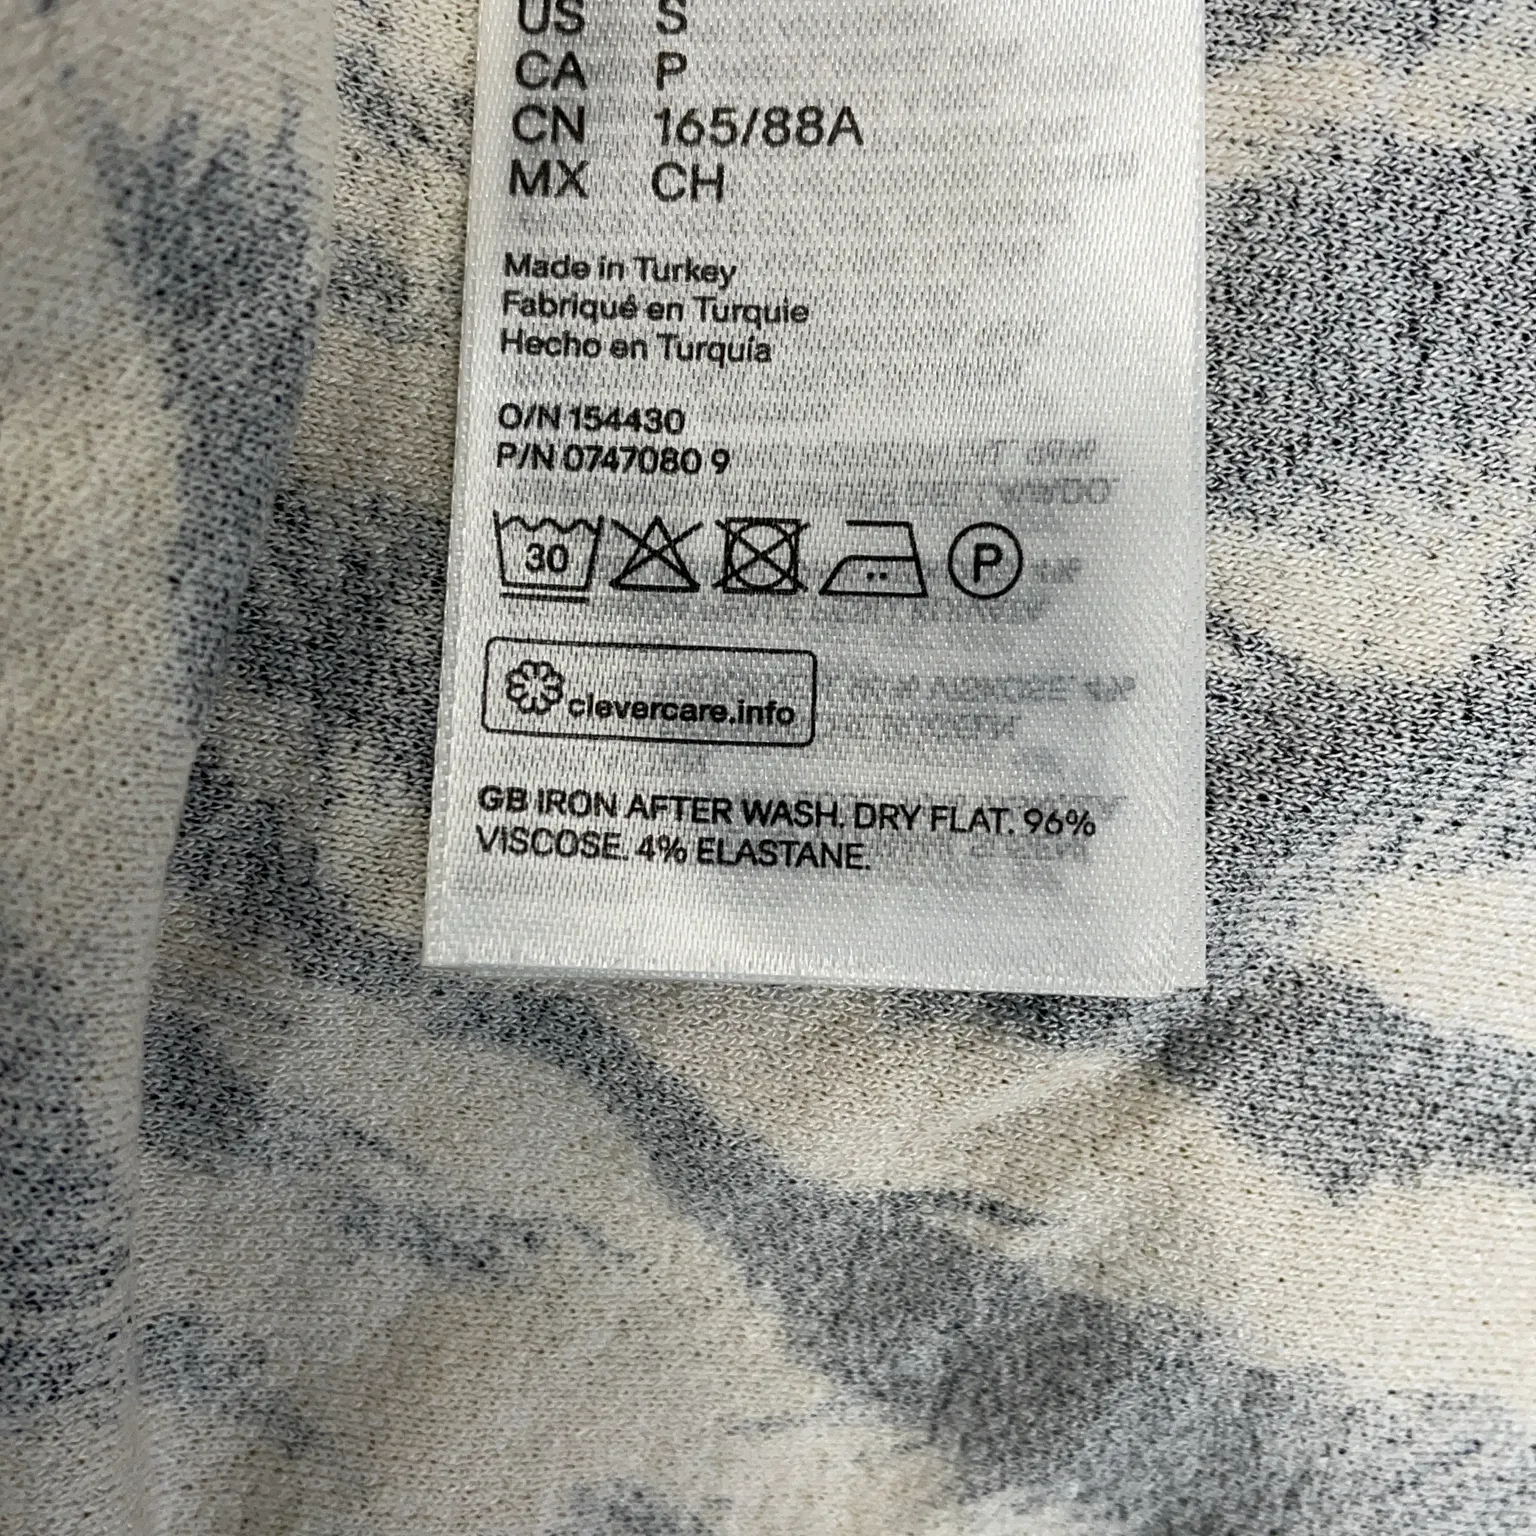 US S
CA P
CN 165/88A
MX CH
Made in Turkey
Fabriqué en Turquie
Hecho en Turquía
O/N 154430
P/N 0747080 9
30 P
clevercare.info
GB IRON AFTER WASH. DRY FLAT. 96%
VISCOSE. 4% ELASTANE.